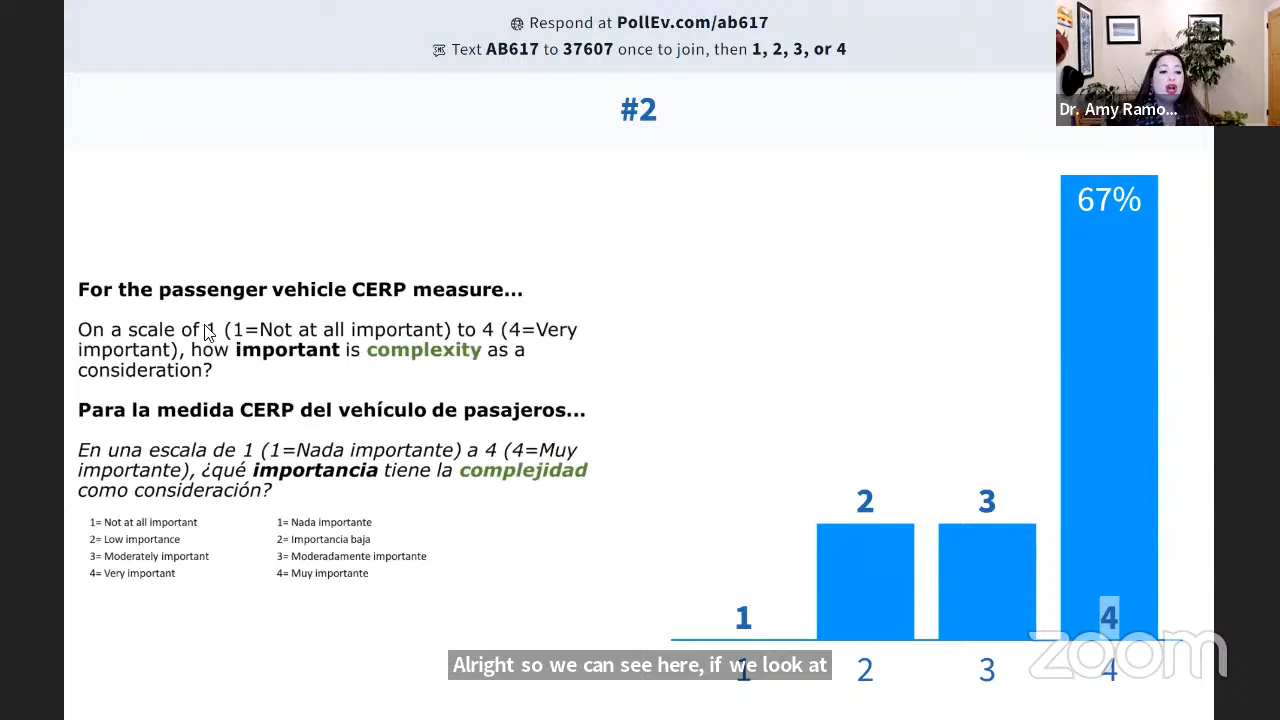 Respond at PollEv.com/ab617
Text AB617 to 37607 once to join, then 1, 2, 3, or 4
Dr. Amy Ramo...
#2
67%
For the passenger vehicle CERP measure...
On a scale of 1 (1=Not at all important) to 4 (4=Very
important), how important is complexity as a
consideration?
Para la medida CERP del vehículo de pasajeros...
En una escala de 1 (1=Nada importante) a 4 (4=Muy
importante), ¿qué importancia tiene la complejidad
como consideración?
1= Not at all important
2= Low importance
3= Moderately important
4= Very important
1= Nada importante
2= Importancia baja
3= Moderadamente importante
4= Muy importante
1 2 3 4
1 2 3 4
Alright so we can see here, if we look at
zoom